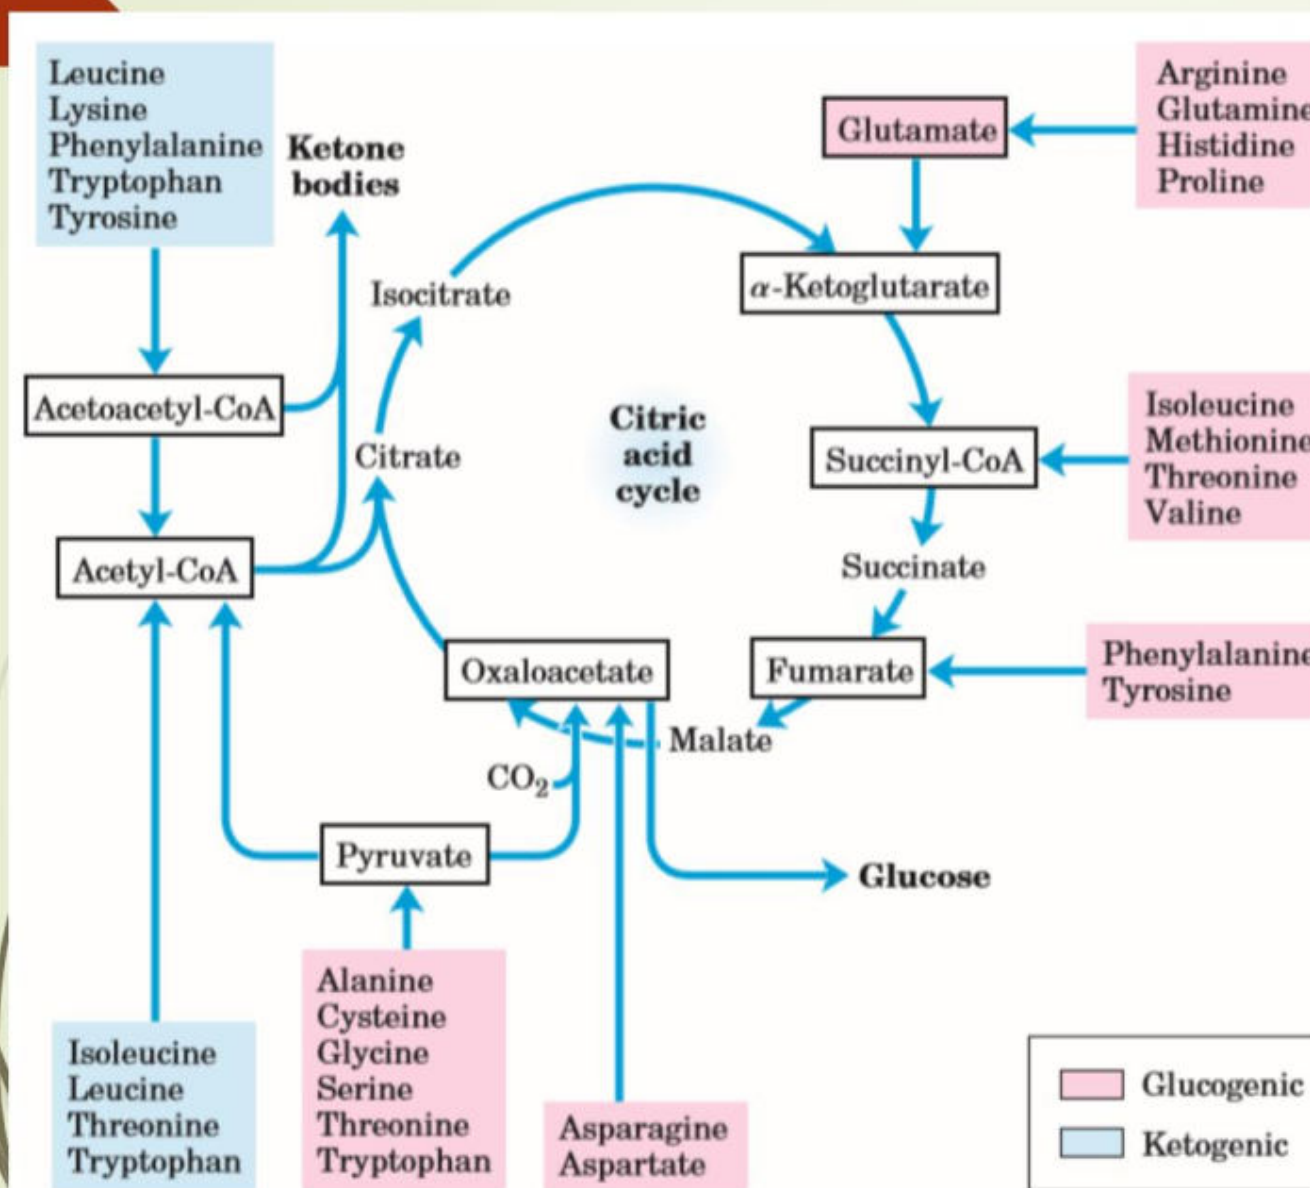 Leucine
Lysine
Phenylalanine
Tryptophan
Tyrosine
Ketone
bodies
Glutamate
Arginine
Glutamine
Histidine
Proline
Isocitrate
α-Ketoglutarate
Acetoacetyl-CoA
Citric
acid
cycle
Citrate
Succinyl-CoA
Isoleucine
Methionine
Threonine
Valine
Acetyl-CoA
Succinate
Oxaloacetate
Fumarate
Phenylalanine
Tyrosine
Malate
CO₂
Pyruvate
Glucose
Isoleucine
Leucine
Threonine
Tryptophan
Alanine
Cysteine
Glycine
Serine
Threonine
Tryptophan
Asparagine
Aspartate
Glucogenic
Ketogenic